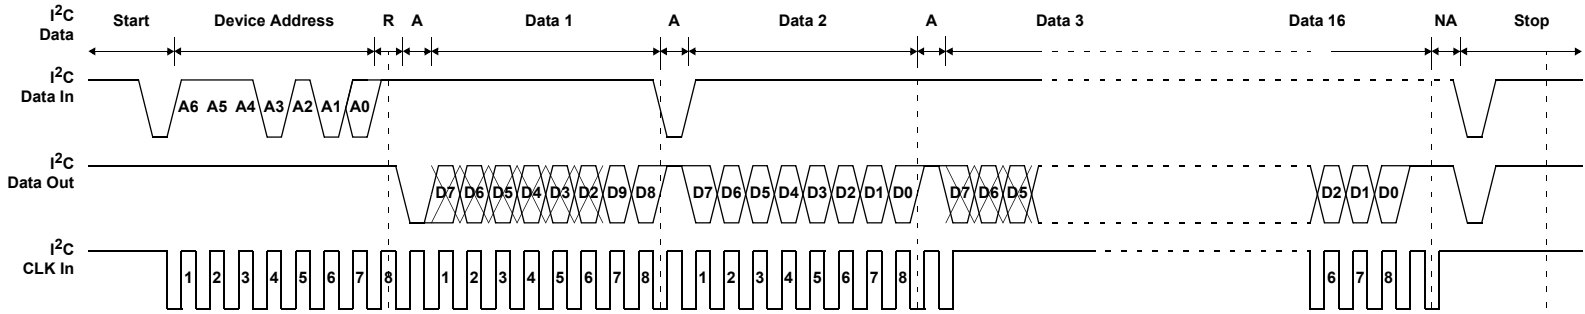 I²C Data Start Device Address R A Data 1 A Data 2 A Data 3 Data 16 NA Stop
I²C Data In A6 A5 A4 A3 A2 A1 A0
I²C Data Out D7 D6 D5 D4 D3 D2 D9 D8 D7 D6 D5 D4 D3 D2 D1 D0 D7 D6 D5 D2 D1 D0
I²C CLK In 1 2 3 4 5 6 7 8 1 2 3 4 5 6 7 8 1 2 3 4 5 6 7 8 6 7 8